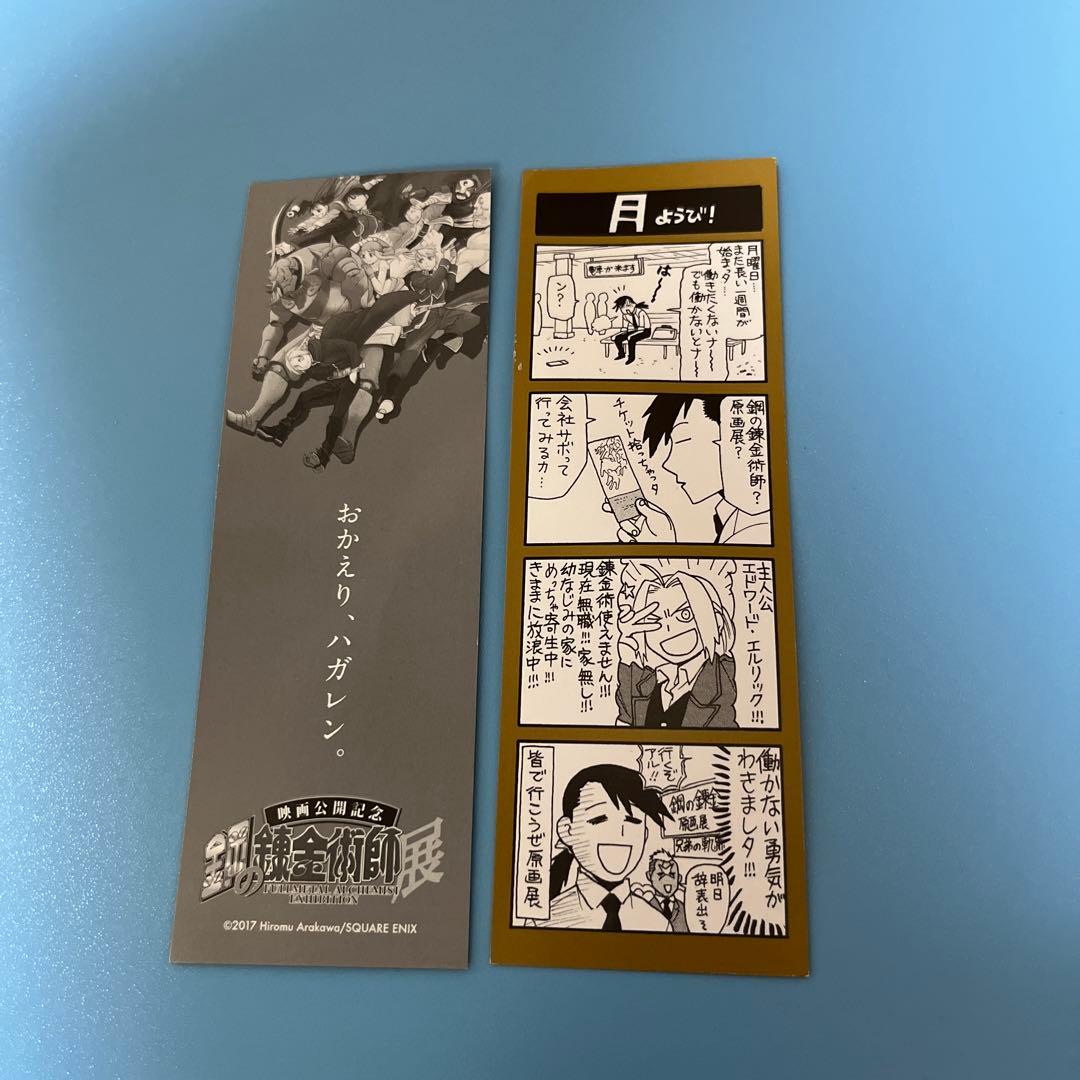 おかえり、ハガレン。
映画公開記念
鋼の錬金術師展
FULLMETAL ALCHEMIST
EXHIBITION
©2017 Hiromu Arakawa/SQUARE ENIX
月ようび!
月曜日…
また長い一週間が
始まっタ…
働きたくないナ〜〜
でも働かないとナ〜〜
は〜
が来ます
ン?
鋼の錬金術師?
原画展?
チケット拾っちゃっタ
会社サボって
行ってみるカ…
主人公
エドワード・エルリック!!!
錬金術使えません!!!
現在無職!!!家無し!!!
幼なじみの家に
めっちゃ寄生中!!!
きままに放浪中!!!
働かない勇気が
わきましタ!!!
行くぞ
アル!!
鋼の錬金
原画展
兄弟の軌跡
明日
辞表出そ
皆で行こうぜ原画展